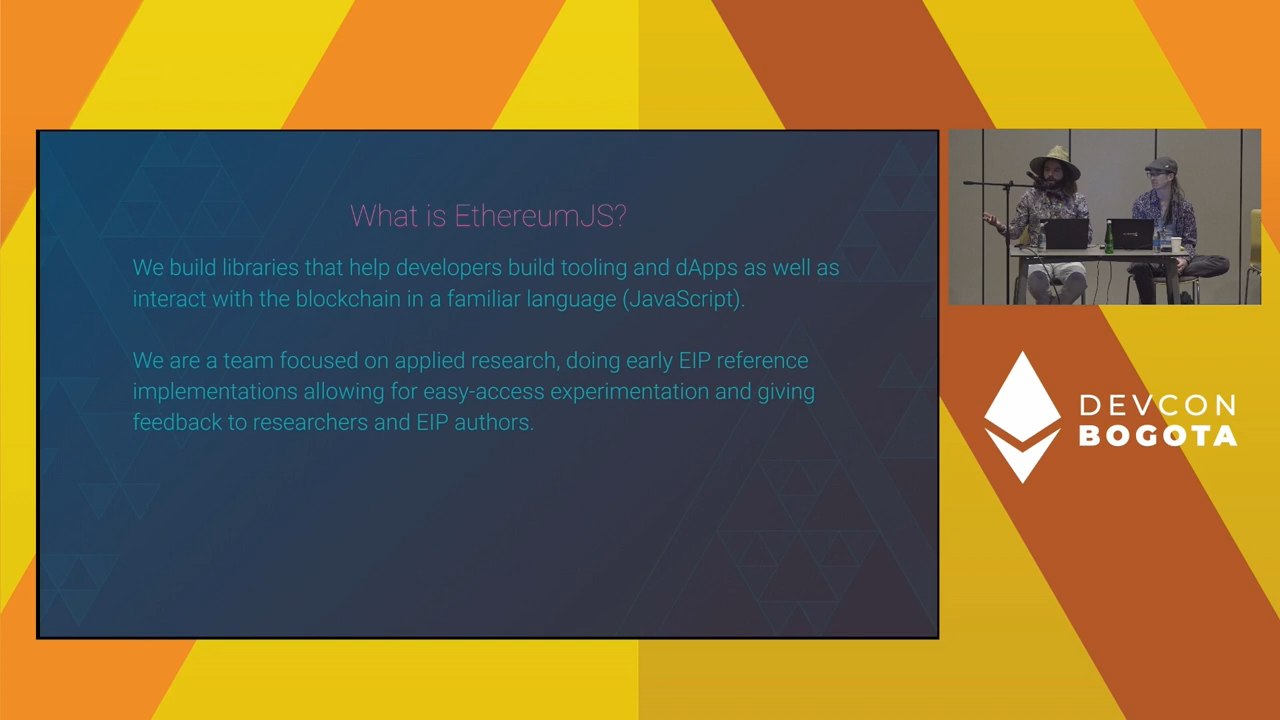 What is EthereumJS?
We build libraries that help developers build tooling and dApps as well as
interact with the blockchain in a familiar language (JavaScript).
We are a team focused on applied research, doing early EIP reference
implementations allowing for easy-access experimentation and giving
feedback to researchers and EIP authors.
DEVCON
BOGOTA